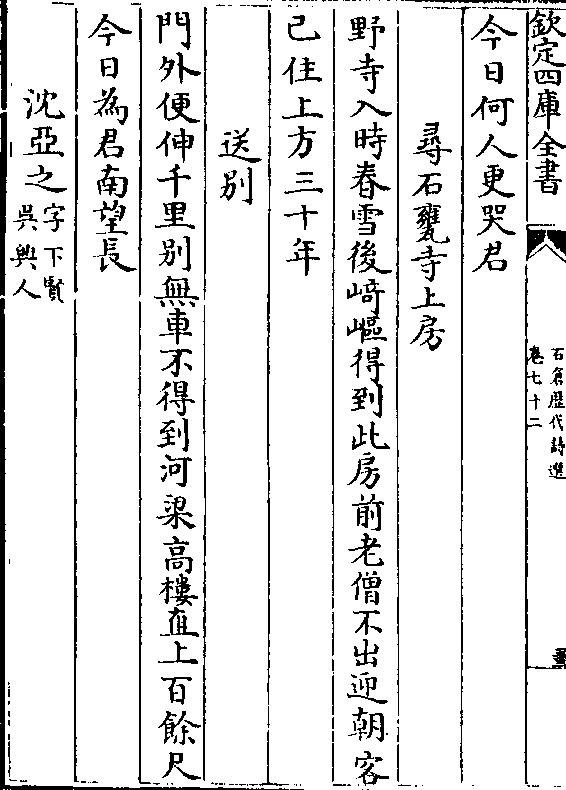 欽定四庫全書
石倉歴代詩選
卷七十二
今日何人更哭君
尋石甕寺上房
野寺入時春雪後崎嶇得到此房前老僧不出迎朝客
己住上方三十年
送别
門外便伸千里别無車不得到河梁高樓直上百餘尺
今日為君南望長
沈亞之字下賢
吳興人